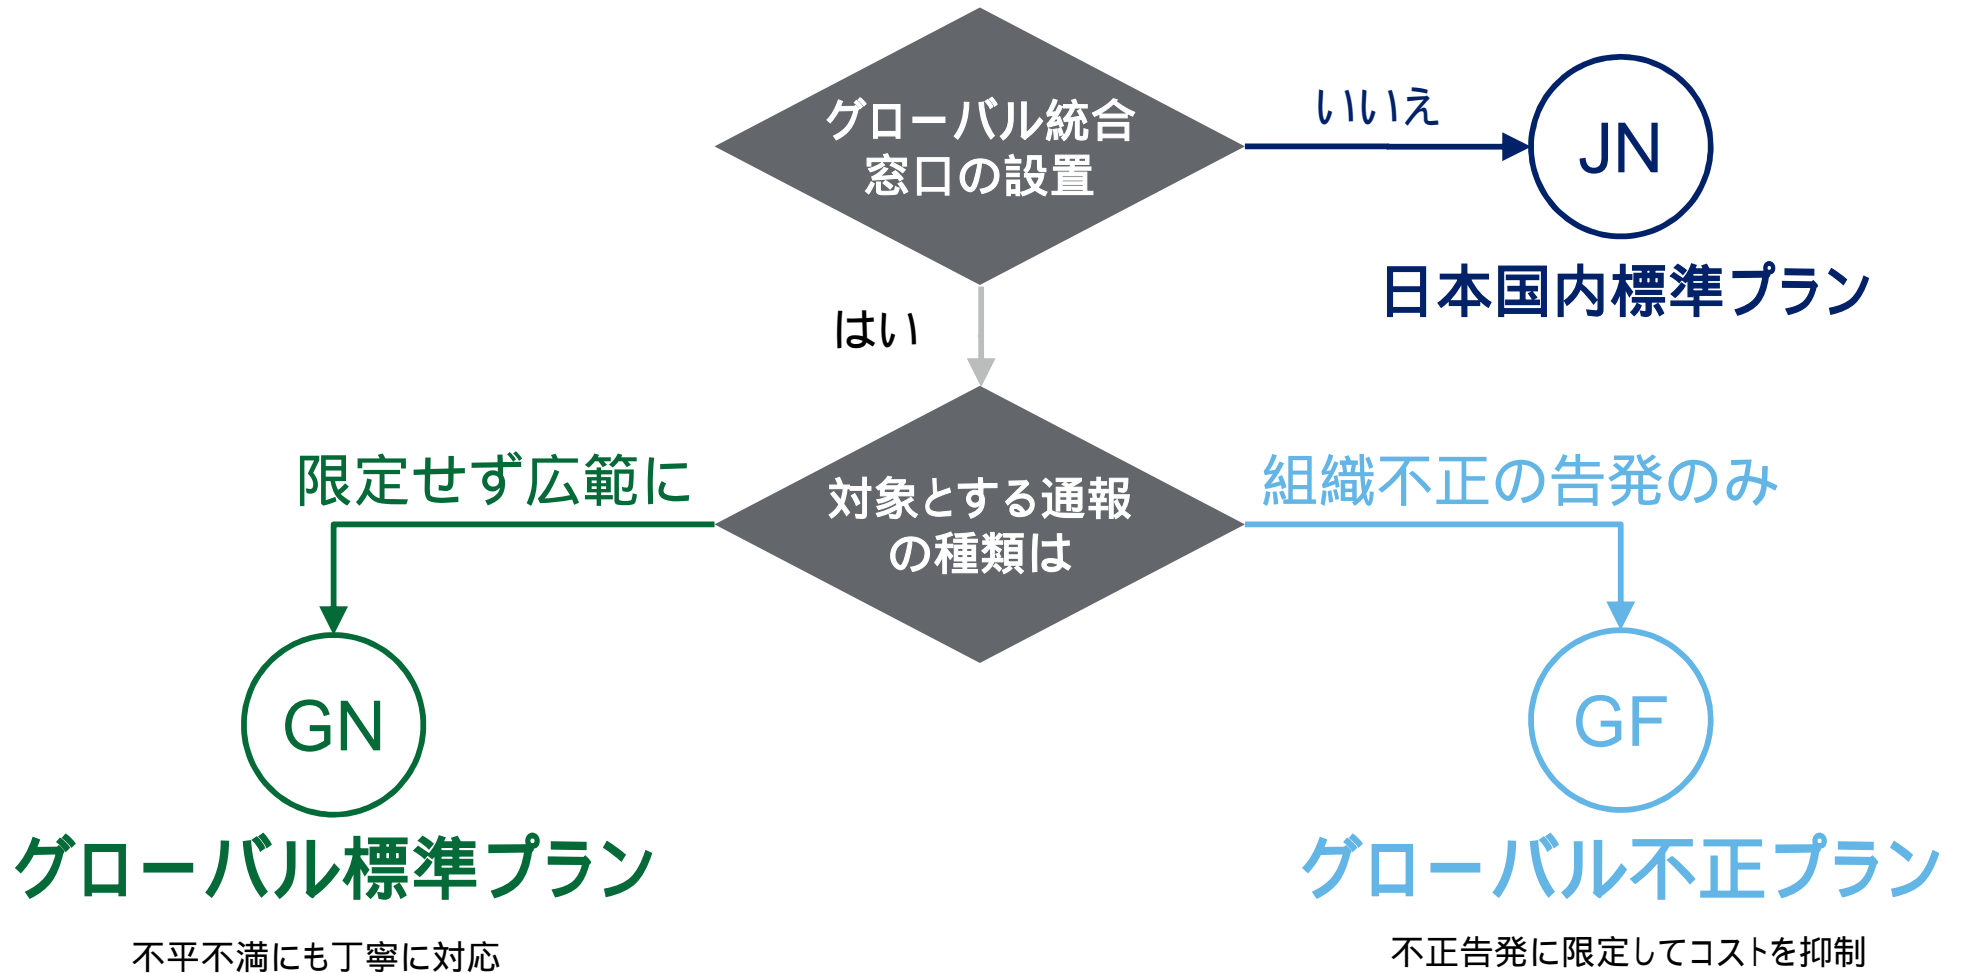 グローバル統合
窓口の設置
いいえ
JN
日本国内標準プラン
はい
限定せず広範に
対象とする通報
の種類は
組織不正の告発のみ
GN
GF
グローバル標準プラン
グローバル不正プラン
不平不満にも丁寧に対応
不正告発に限定してコストを抑制